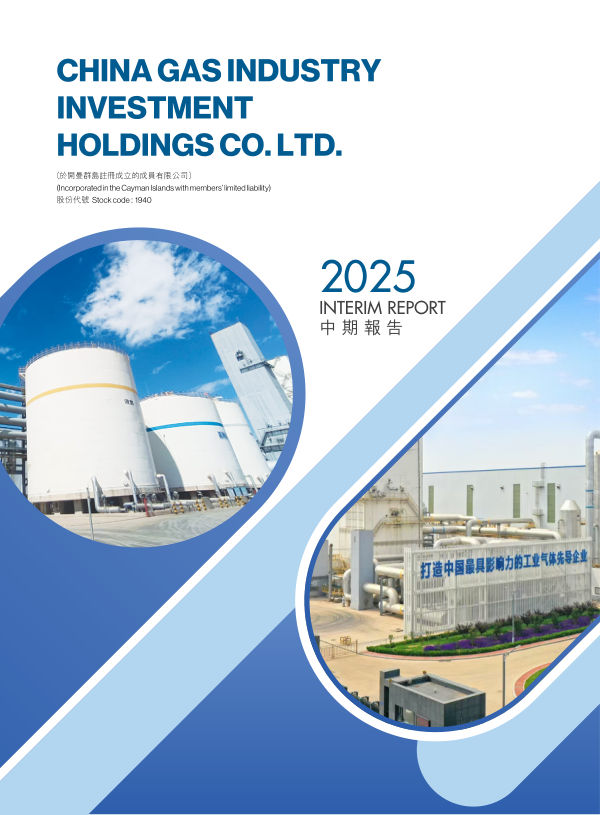 CHINA GAS INDUSTRY
INVESTMENT
HOLDINGS CO. LTD.
(於開曼群島註冊成立的成員有限公司)
(Incorporated in the Cayman Islands with members' limited liability)
股份代號 Stock code : 1940
2025
INTERIM REPORT
中期報告
打造中国最具影响力的工业气体先导企业